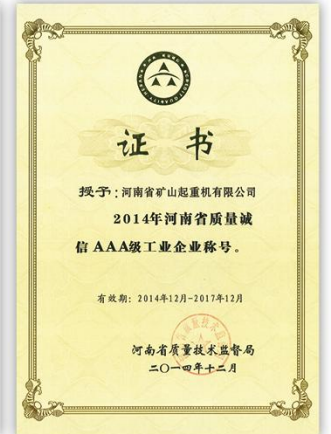 证书
授予：河南省矿山起重机有限公司
2014年河南省质量诚
信AAA级工业企业称号。
有效期：2014年12月-2017年12月
河南省质量技术监督局
二〇一四年十二月